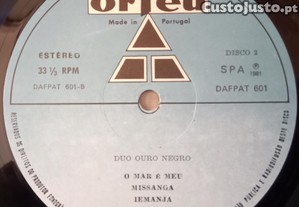 CustoJusto.pt
orfeu
Made in Portugal
ESTÉREO
33 ⅓ RPM
DAFPAT 601-B
DISCO 2
SPA ℗ 1981
DAFPAT 601
DUO OURO NEGRO
O MAR É MEU
MISSANGA
IEMANJA